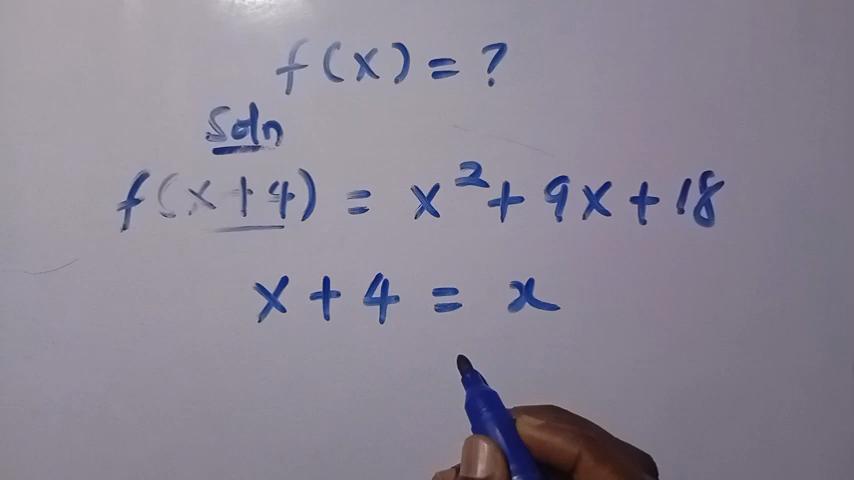 f(x) = ?
Soln
f(x+4) = x² + 9x + 18
x + 4 = x